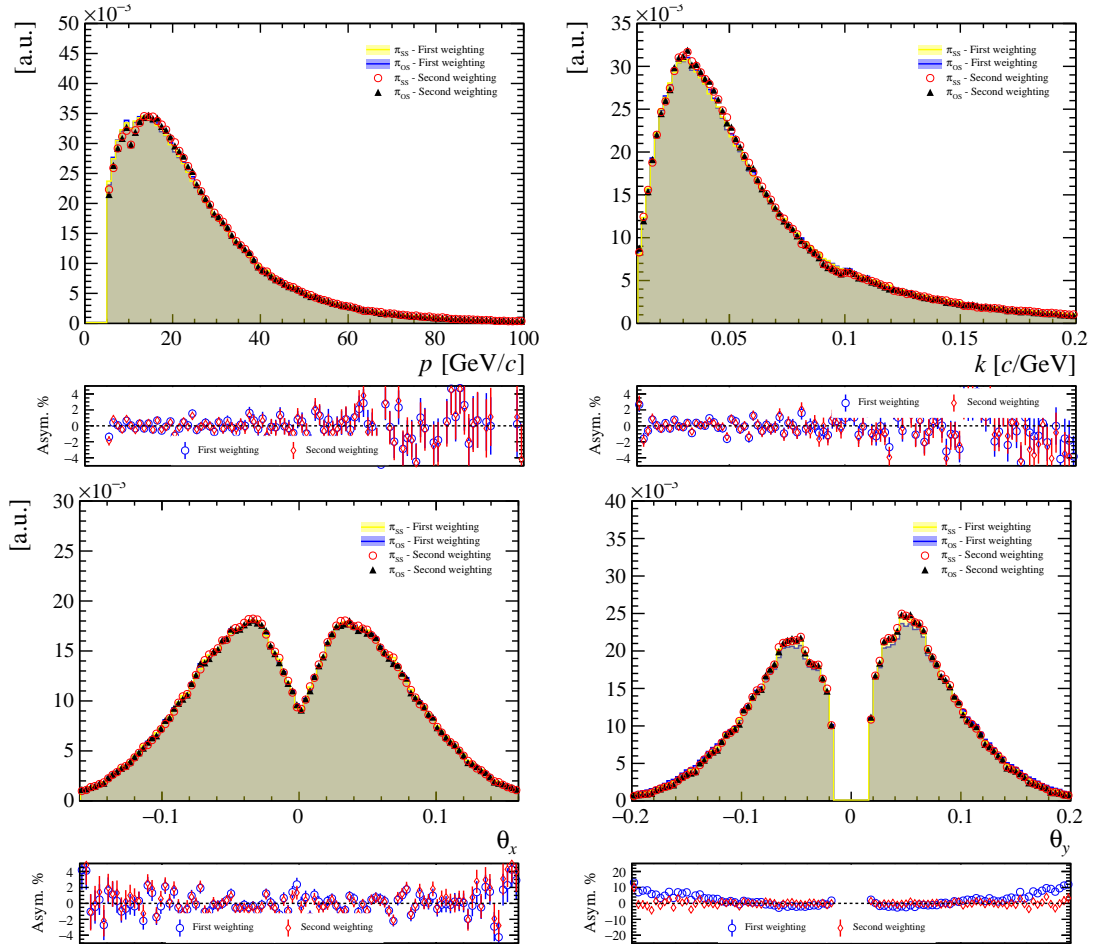 ×10⁻³
[a.u.]
50
45
40
35
30
25
20
15
10
5
0
π_SS - First weighting
π_OS - First weighting
π_SS - Second weighting
π_OS - Second weighting
0 20 40 60 80 100
p [GeV/c]
Asym. %
4
2
0
−2
−4
First weighting Second weighting
×10⁻³
[a.u.]
35
30
25
20
15
10
5
0
π_SS - First weighting
π_OS - First weighting
π_SS - Second weighting
π_OS - Second weighting
0.05 0.1 0.15 0.2
k [c/GeV]
Asym. %
4
2
0
−2
−4
First weighting Second weighting
×10⁻³
[a.u.]
30
25
20
15
10
5
0
π_SS - First weighting
π_OS - First weighting
π_SS - Second weighting
π_OS - Second weighting
−0.1 0 0.1
θ_x
Asym. %
4
2
0
−2
−4
First weighting Second weighting
×10⁻³
40
35
30
25
20
15
10
5
0
π_SS - First weighting
π_OS - First weighting
π_SS - Second weighting
π_OS - Second weighting
−0.2 −0.1 0 0.1 0.2
θ_y
Asym. %
20
10
0
−10
−20
First weighting Second weighting